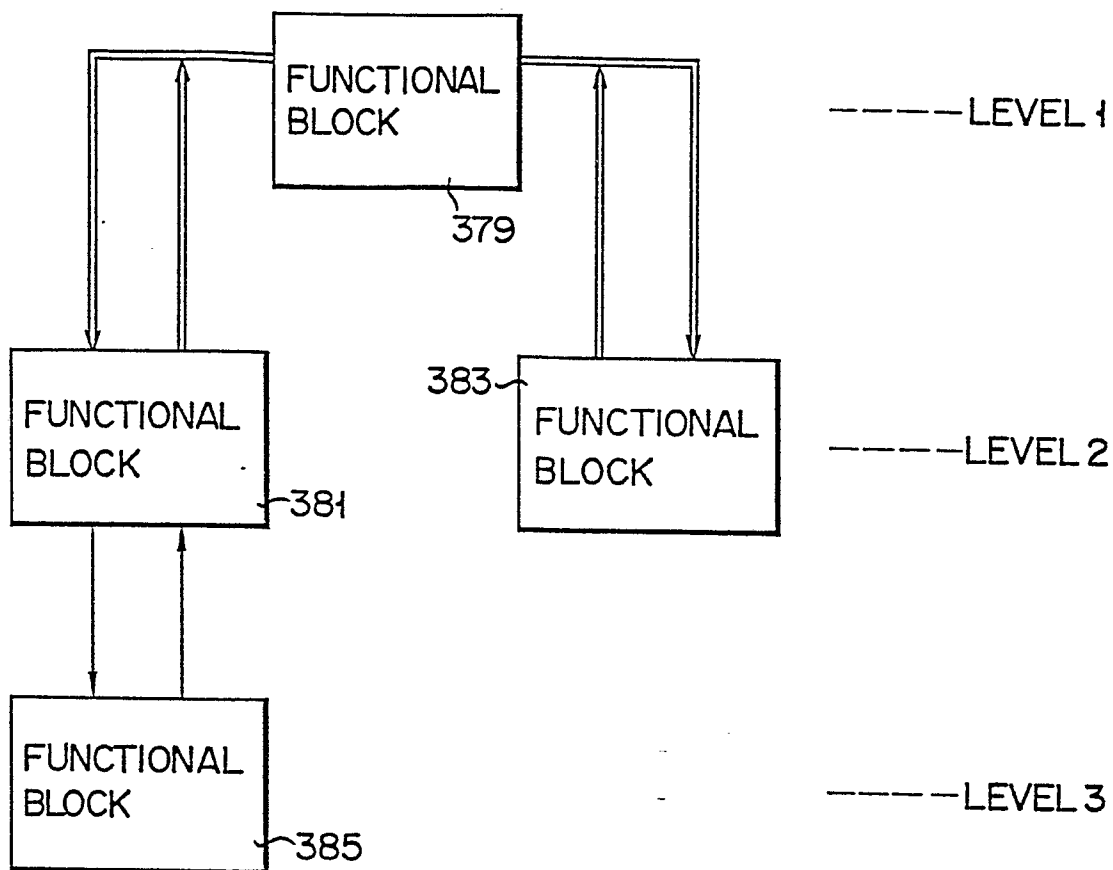 FUNCTIONAL
BLOCK
379
LEVEL 1
FUNCTIONAL
BLOCK
381
383
FUNCTIONAL
BLOCK
LEVEL 2
FUNCTIONAL
BLOCK
385
LEVEL 3